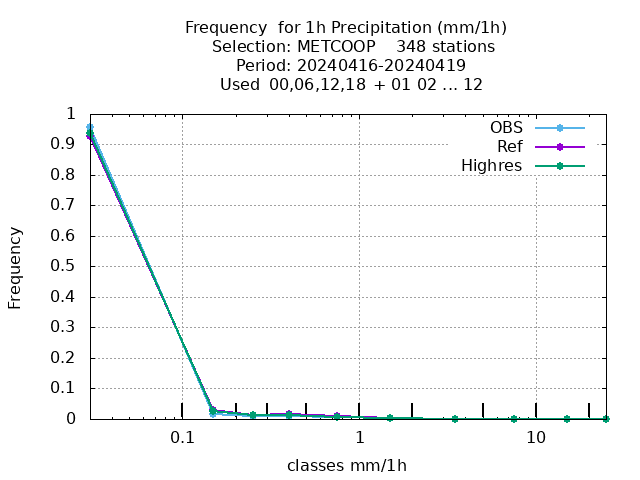 Frequency  for 1h Precipitation (mm/1h)
Selection: METCOOP    348 stations
Period: 20240416-20240419
Used  00,06,12,18  + 01 02 ... 12
OBS
Ref
Highres
Frequency
1
0.9
0.8
0.7
0.6
0.5
0.4
0.3
0.2
0.1
0
0.1 1 10
classes mm/1h